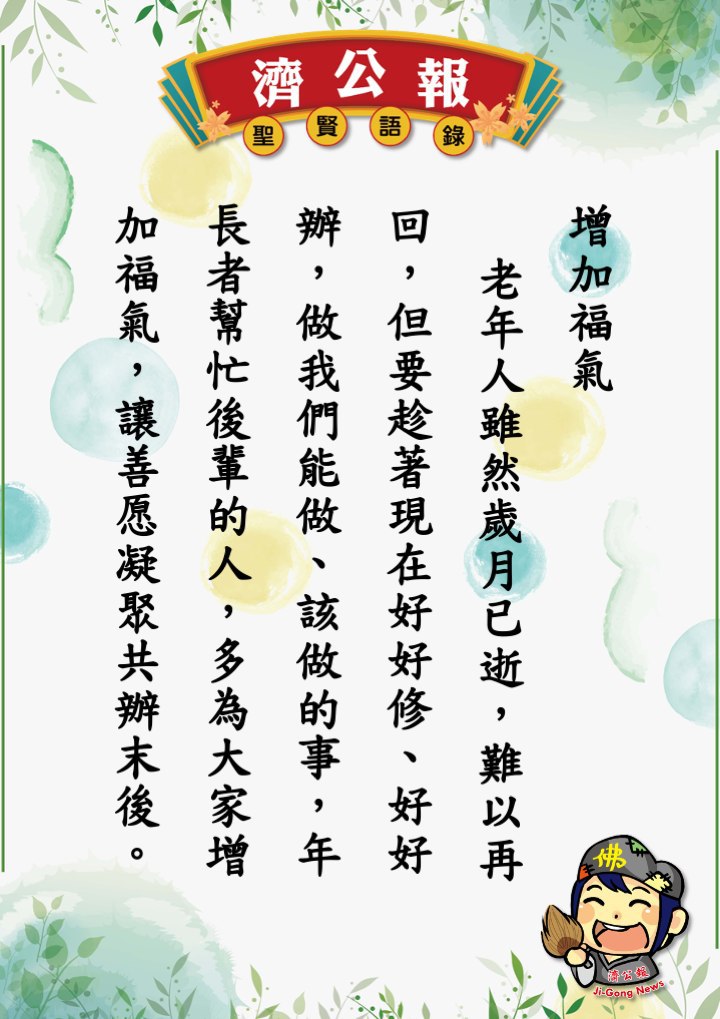 濟公報
聖賢語錄
增加福氣
老年人雖然歲月已逝，難以再
回，但要趁著現在好好修、好好
辦，做我們能做、該做的事，年
長者幫忙後輩的人，多為大家增
加福氣，讓善愿凝聚共辦末後。
佛
濟公報
Ji-Gong News